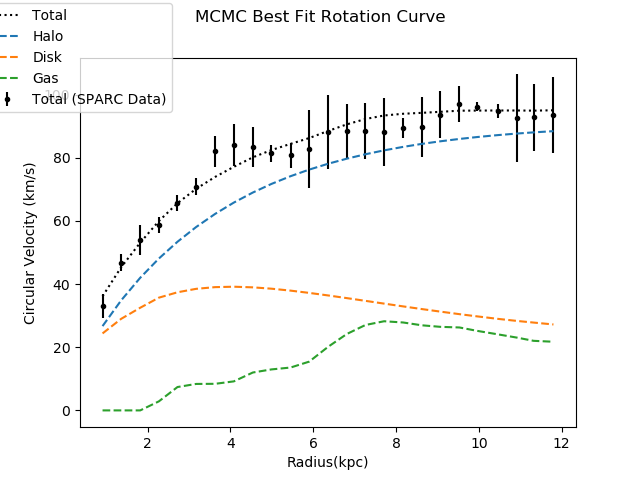 MCMC Best Fit Rotation Curve
Total
Halo
Disk
Gas
Total (SPARC Data)
100
80
60
40
20
0
Circular Velocity (km/s)
2 4 6 8 10 12
Radius(kpc)